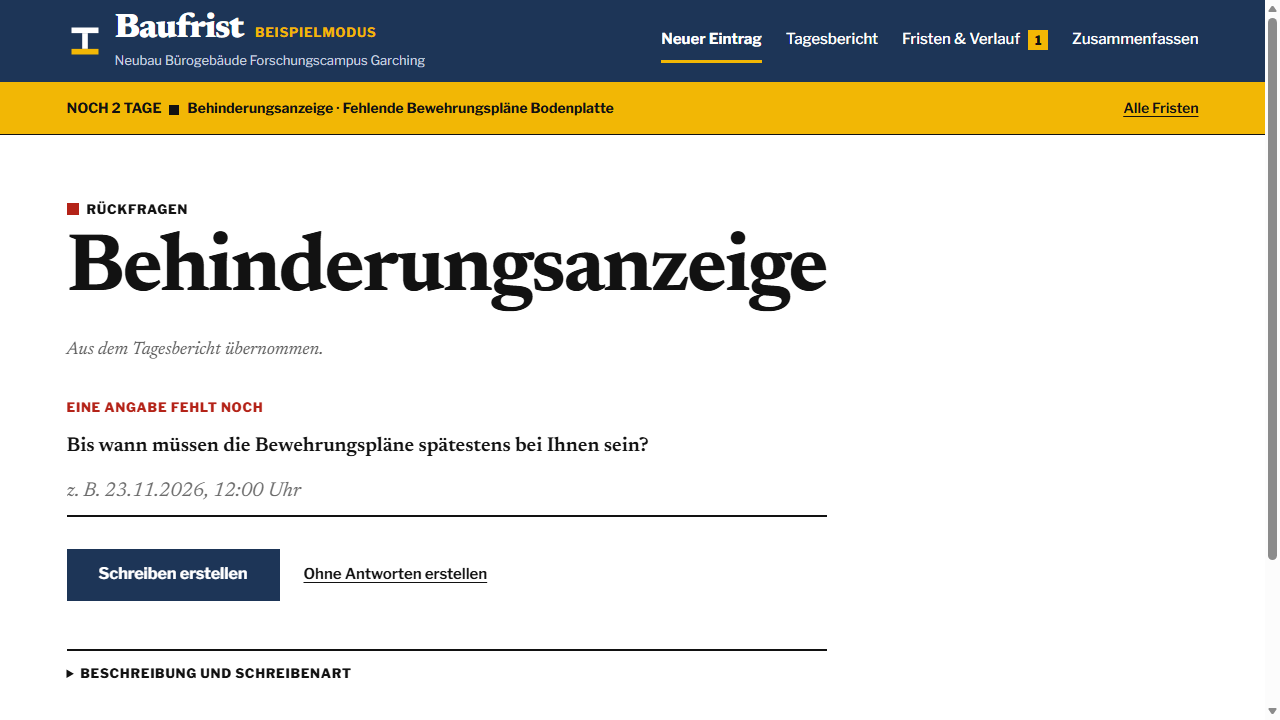 Baufrist BEISPIELMODUS
Neubau Bürogebäude Forschungscampus Garching
Neuer Eintrag Tagesbericht Fristen & Verlauf 1 Zusammenfassen
NOCH 2 TAGE Behinderungsanzeige · Fehlende Bewehrungspläne Bodenplatte Alle Fristen
RÜCKFRAGEN
Behinderungsanzeige
Aus dem Tagesbericht übernommen.
EINE ANGABE FEHLT NOCH
Bis wann müssen die Bewehrungspläne spätestens bei Ihnen sein?
z. B. 23.11.2026, 12:00 Uhr
Schreiben erstellen Ohne Antworten erstellen
BESCHREIBUNG UND SCHREIBENART